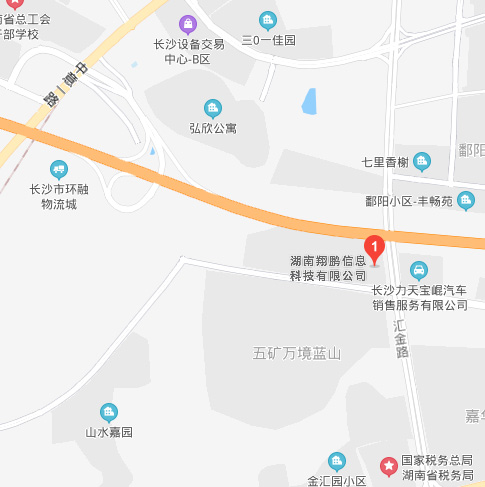 南省总工会
干部学校
长沙设备交易
中心-B区
三0一佳园
中意一路
弘欣公寓
七里香榭
鄱阳
长沙市环融
物流城
鄱阳小区-丰畅苑
1
湖南翔鹏信息
科技有限公司
长沙力天宝崐汽车
销售服务有限公司
汇金路
五矿万境蓝山
山水嘉园
嘉华
国家税务总局
湖南省税务局
金汇园小区